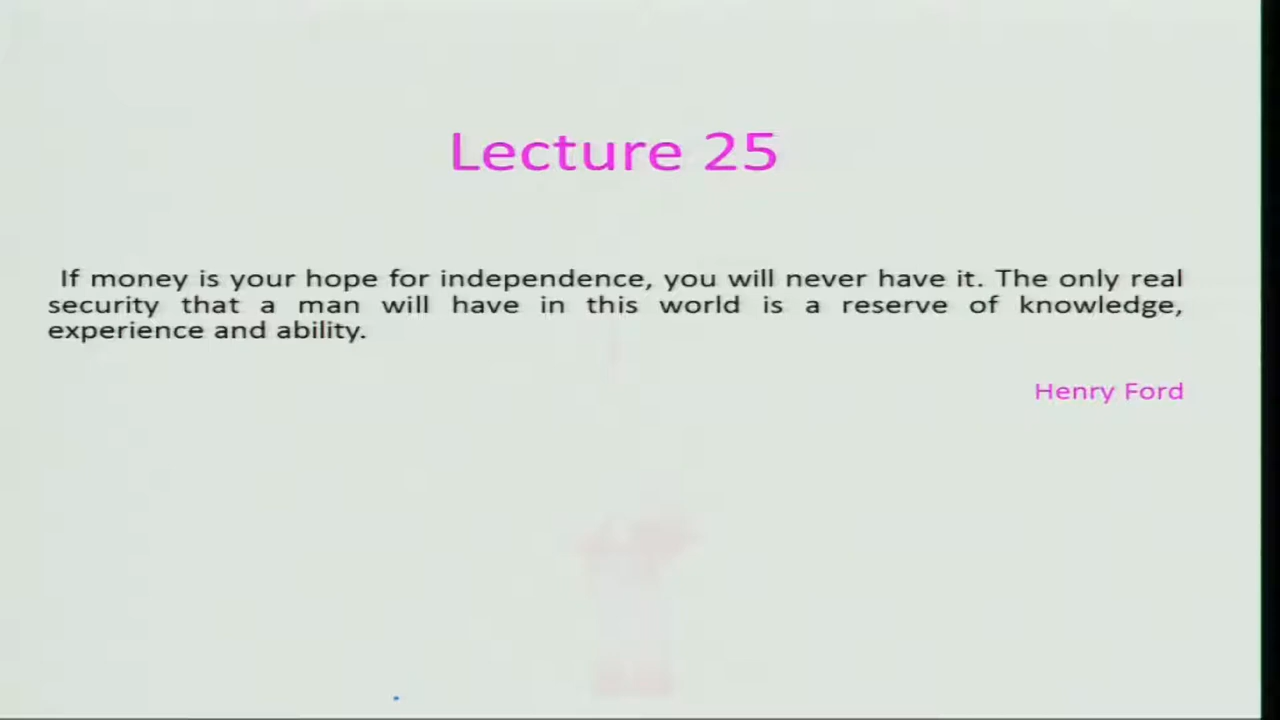 Lecture 25
If money is your hope for independence, you will never have it. The only real
security that a man will have in this world is a reserve of knowledge,
experience and ability.
Henry Ford